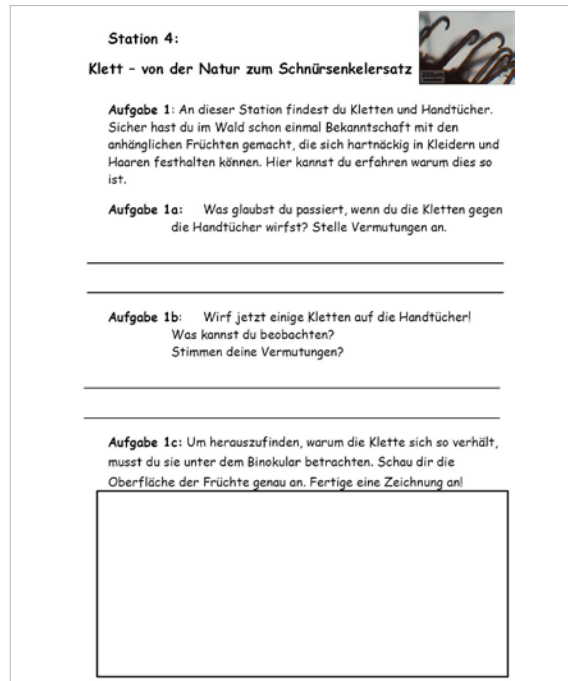 Station 4:
Klett – von der Natur zum Schnürsenkelersatz
200µm
Aufgabe 1: An dieser Station findest du Kletten und Handtücher.
Sicher hast du im Wald schon einmal Bekanntschaft mit den
anhänglichen Früchten gemacht, die sich hartnäckig in Kleidern und
Haaren festhalten können. Hier kannst du erfahren warum dies so
ist.
Aufgabe 1a: Was glaubst du passiert, wenn du die Kletten gegen
die Handtücher wirfst? Stelle Vermutungen an.
Aufgabe 1b: Wirf jetzt einige Kletten auf die Handtücher!
Was kannst du beobachten?
Stimmen deine Vermutungen?
Aufgabe 1c: Um herauszufinden, warum die Klette sich so verhält,
musst du sie unter dem Binokular betrachten. Schau dir die
Oberfläche der Früchte genau an. Fertige eine Zeichnung an!